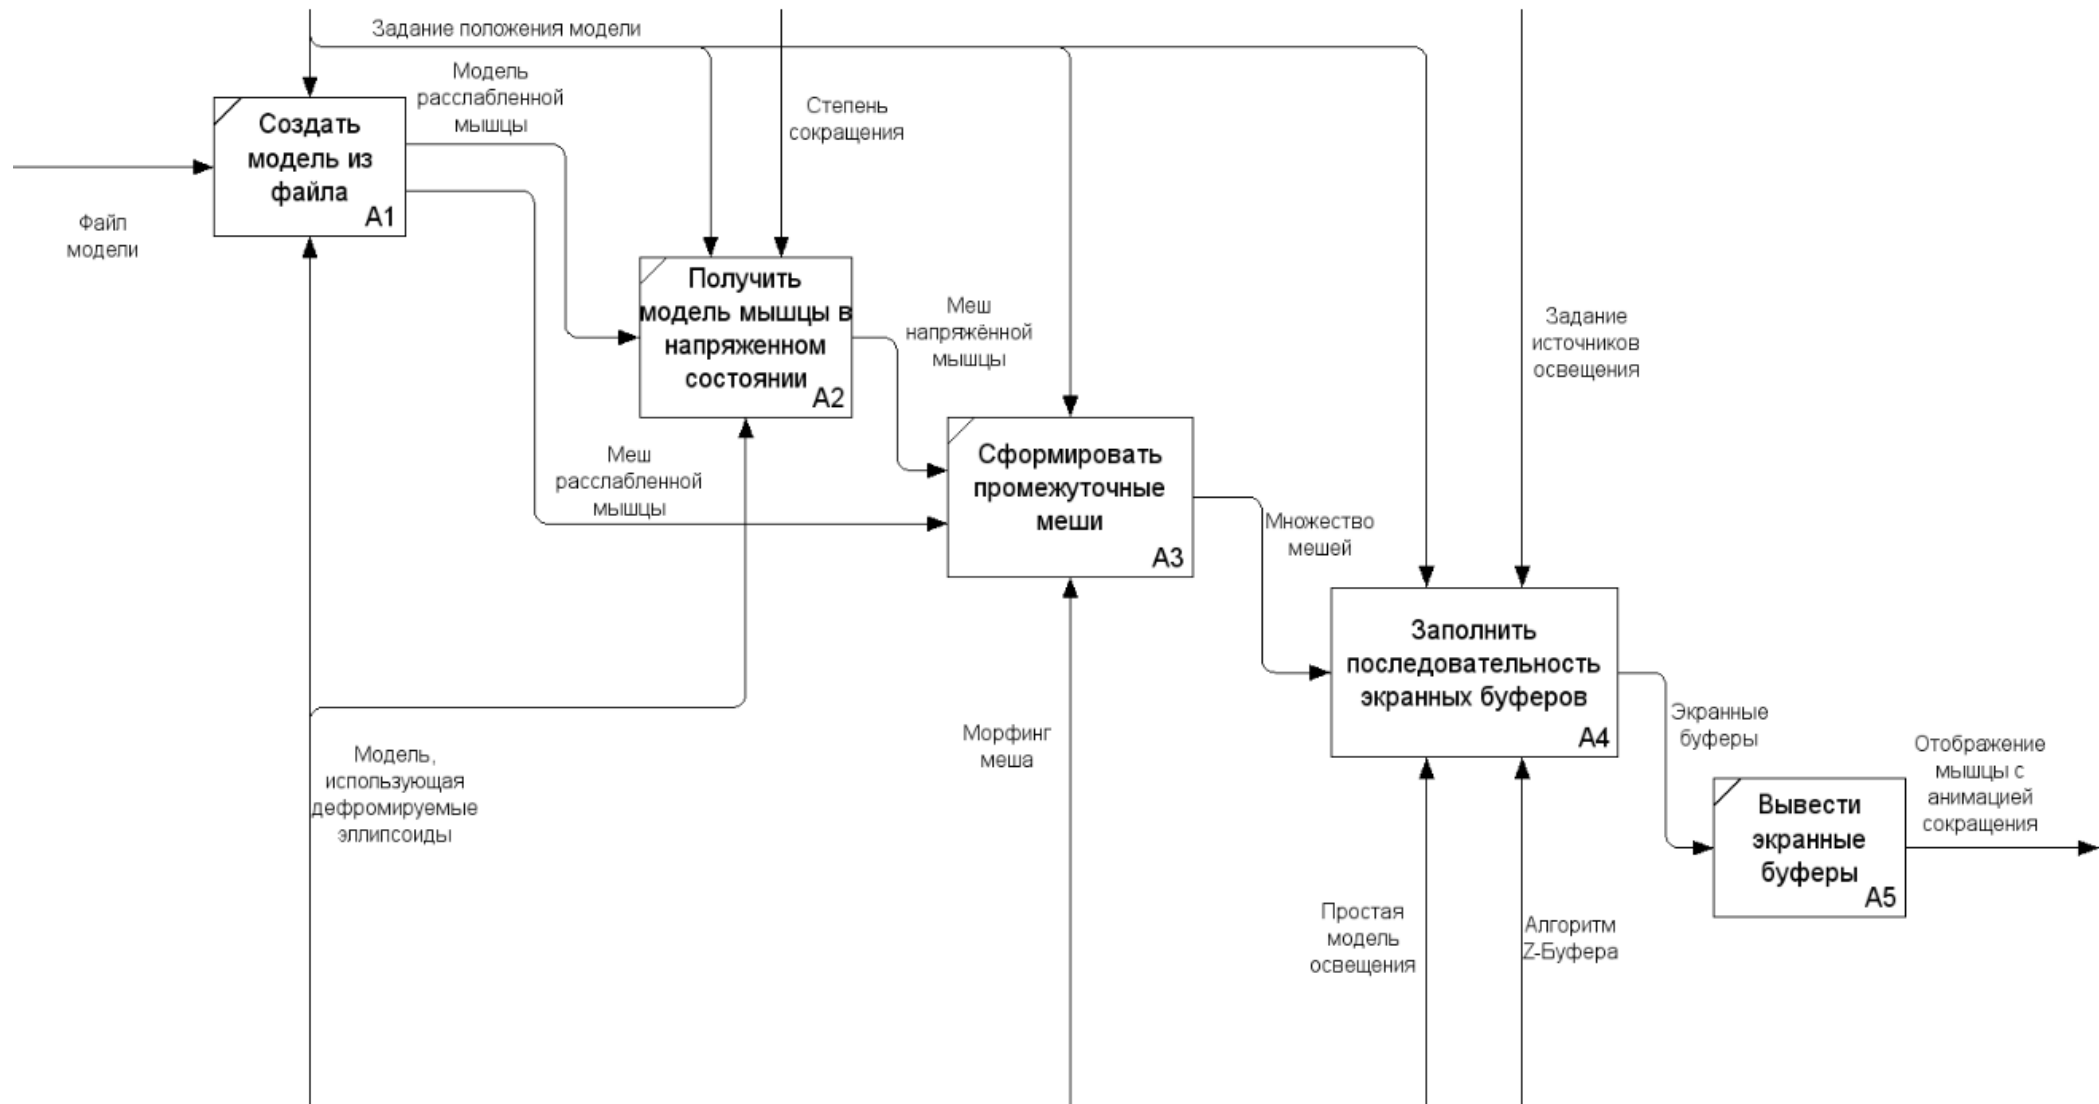 Задание положения модели
Модель
расслабленной
мышцы
Степень
сокращения
Создать
модель из
файла
A1
Файл
модели
Получить
модель мышцы в
напряженном
состоянии
A2
Меш
напряжённой
мышцы
Задание
источников
освещения
Меш
расслабленной
мышцы
Сформировать
промежуточные
меши
A3
Множество
мешей
Заполнить
последовательность
экранных буферов
A4
Модель,
использующая
дефромируемые
эллипсоиды
Морфинг
меша
Экранные
буферы
Отображение
мышцы с
анимацией
сокращения
Вывести
экранные
буферы
A5
Простая
модель
освещения
Алгоритм
Z-Буфера